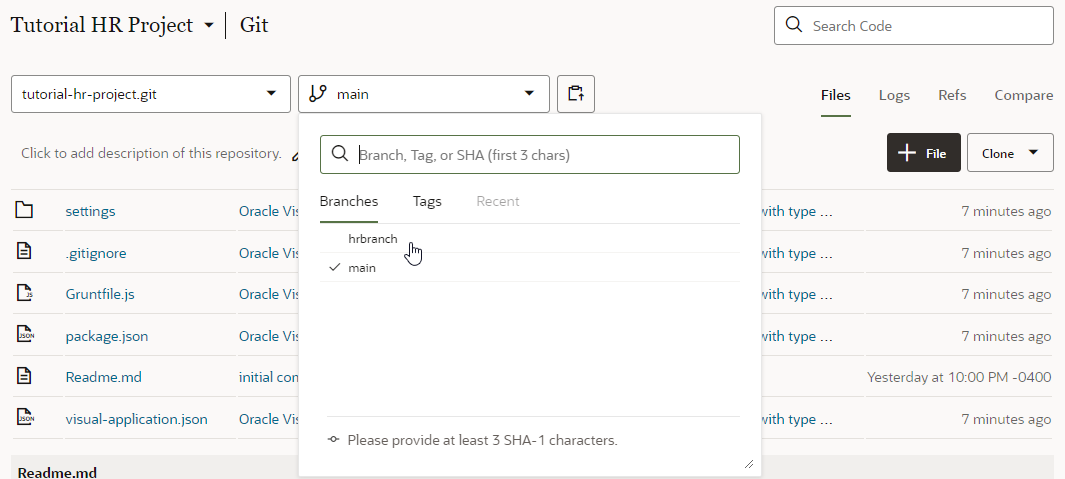 Tutorial HR Project Git
Search Code
tutorial-hr-project.git main
Files Logs Refs Compare
Click to add description of this repository.
File Clone
Branch, Tag, or SHA (first 3 chars)
Branches Tags Recent
hrbranch
main
Please provide at least 3 SHA-1 characters.
settings Oracle Vis with type ... 7 minutes ago
.gitignore Oracle Vis with type ... 7 minutes ago
Gruntfile.js Oracle Vis with type ... 7 minutes ago
package.json Oracle Vis with type ... 7 minutes ago
Readme.md initial con Yesterday at 10:00 PM -0400
visual-application.json Oracle Vis with type ... 7 minutes ago
Readme.md